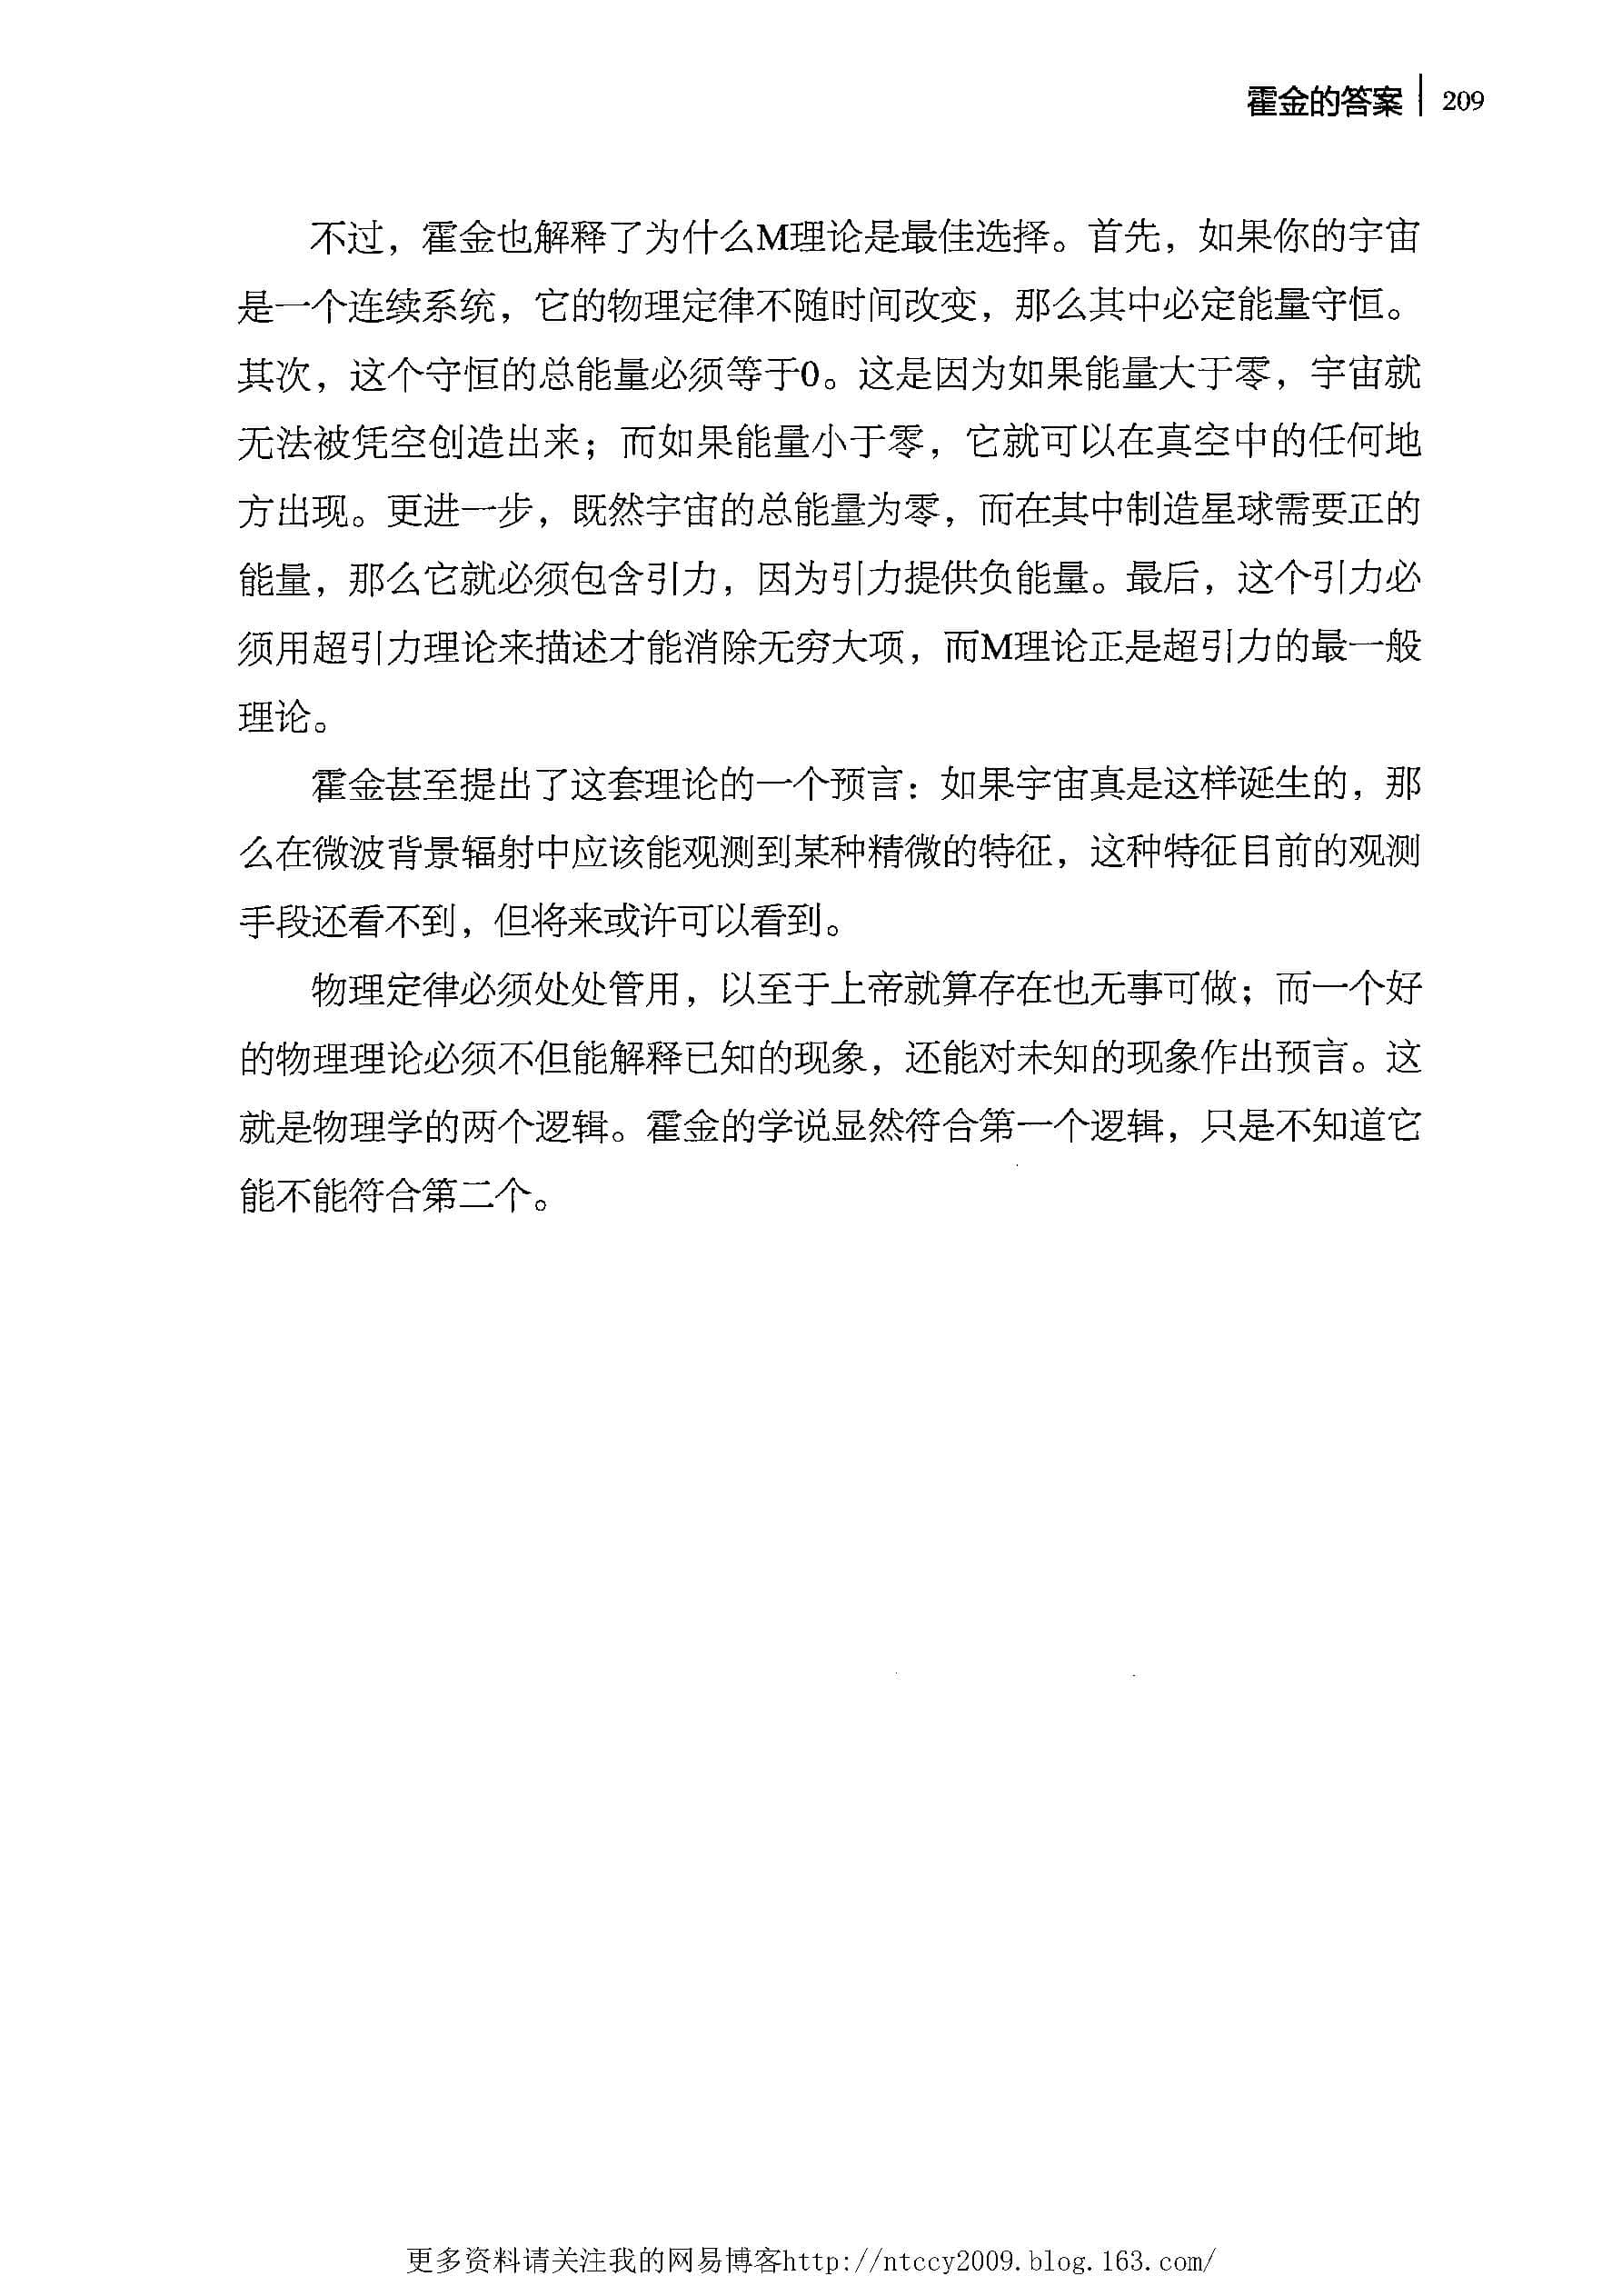 霍金的答案 | 209
不过，霍金也解释了为什么M理论是最佳选择。首先，如果你的宇宙
是一个连续系统，它的物理定律不随时间改变，那么其中必定能量守恒。
其次，这个守恒的总能量必须等于0。这是因为如果能量大于零，宇宙就
无法被凭空创造出来；而如果能量小于零，它就可以在真空中的任何地
方出现。更进一步，既然宇宙的总能量为零，而在其中制造星球需要正的
能量，那么它就必须包含引力，因为引力提供负能量。最后，这个引力必
须用超引力理论来描述才能消除无穷大项，而M理论正是超引力的最一般
理论。
霍金甚至提出了这套理论的一个预言：如果宇宙真是这样诞生的，那
么在微波背景辐射中应该能观测到某种精微的特征，这种特征目前的观测
手段还看不到，但将来或许可以看到。
物理定律必须处处管用，以至于上帝就算存在也无事可做；而一个好
的物理理论必须不但能解释已知的现象，还能对未知的现象作出预言。这
就是物理学的两个逻辑。霍金的学说显然符合第一个逻辑，只是不知道它
能不能符合第二个。
更多资料请关注我的网易博客http://ntccy2009.blog.163.com/